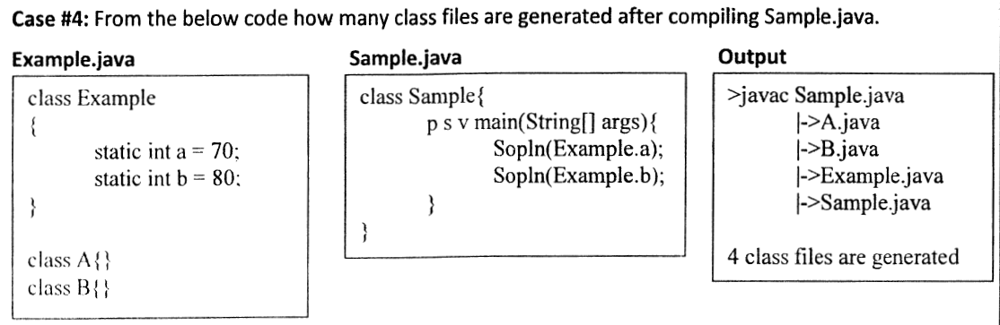 Case #4: From the below code how many class files are generated after compiling Sample.java.
Example.java
class Example
{
static int a = 70;
static int b = 80;
}
class A{}
class B{}
Sample.java
class Sample{
p s v main(String[] args){
Sopln(Example.a);
Sopln(Example.b);
}
}
Output
>javac Sample.java
|->A.java
|->B.java
|->Example.java
|->Sample.java
4 class files are generated